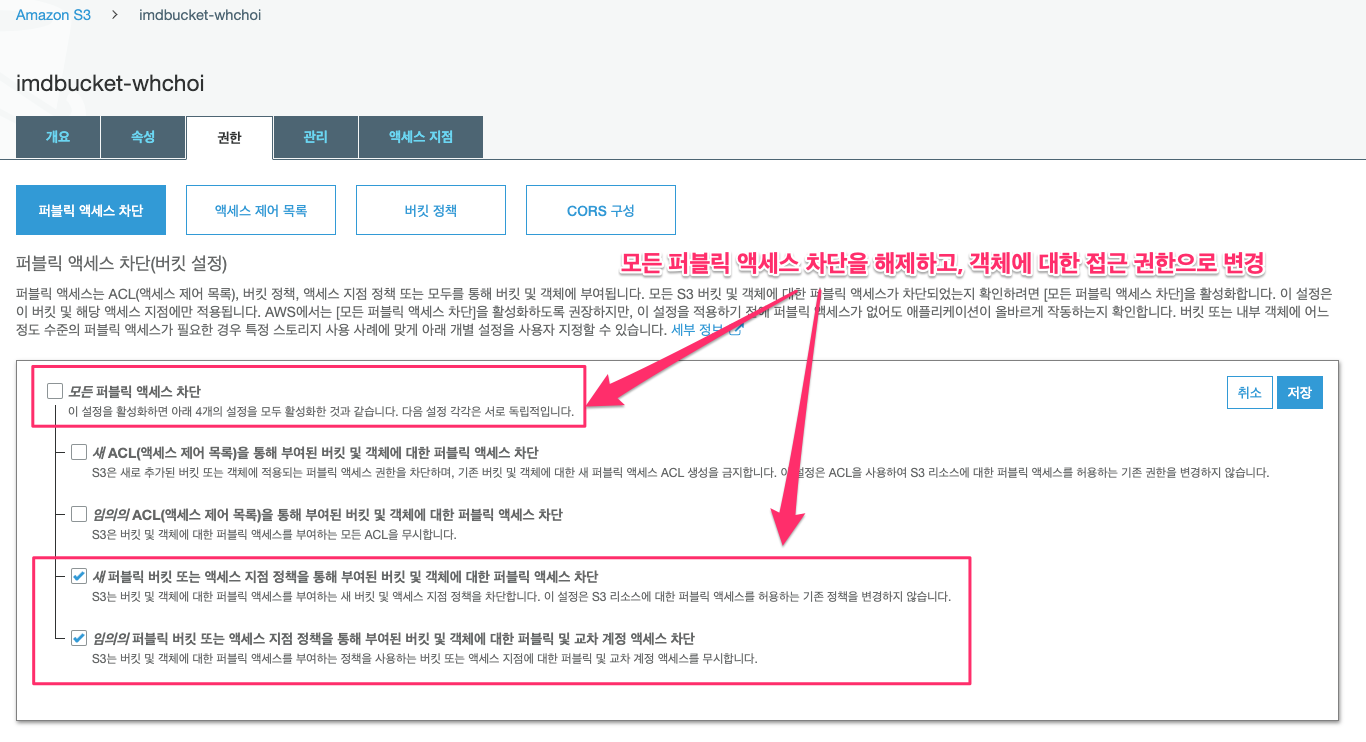 Amazon S3 > imdbucket-whchoi
imdbucket-whchoi
개요 속성 권한 관리 액세스 지점
퍼블릭 액세스 차단 액세스 제어 목록 버킷 정책 CORS 구성
모든 퍼블릭 액세스 차단을 해제하고, 객체에 대한 접근 권한으로 변경
퍼블릭 액세스 차단(버킷 설정)
퍼블릭 액세스는 ACL(액세스 제어 목록), 버킷 정책, 액세스 지점 정책 또는 모두를 통해 버킷 및 객체에 부여됩니다. 모든 S3 버킷 및 객체에 대한 퍼블릭 액세스가 차단되었는지 확인하려면 [모든 퍼블릭 액세스 차단]을 활성화합니다. 이 설정은
이 버킷 및 해당 액세스 지점에만 적용됩니다. AWS에서는 [모든 퍼블릭 액세스 차단]을 활성화하도록 권장하지만, 이 설정을 적용하기 전에 퍼블릭 액세스가 없어도 애플리케이션이 올바르게 작동하는지 확인합니다. 버킷 또는 내부 객체에 어느
정도 수준의 퍼블릭 액세스가 필요한 경우 특정 스토리지 사용 사례에 맞게 아래 개별 설정을 사용자 지정할 수 있습니다. 세부 정보
모든 퍼블릭 액세스 차단
취소 저장
이 설정을 활성화하면 아래 4개의 설정을 모두 활성화한 것과 같습니다. 다음 설정 각각은 서로 독립적입니다.
새 ACL(액세스 제어 목록)을 통해 부여된 버킷 및 객체에 대한 퍼블릭 액세스 차단
S3은 새로 추가된 버킷 또는 객체에 적용되는 퍼블릭 액세스 권한을 차단하며, 기존 버킷 및 객체에 대한 새 퍼블릭 액세스 ACL 생성을 금지합니다. 이 설정은 ACL을 사용하여 S3 리소스에 대한 퍼블릭 액세스를 허용하는 기존 권한을 변경하지 않습니다.
임의의 ACL(액세스 제어 목록)을 통해 부여된 버킷 및 객체에 대한 퍼블릭 액세스 차단
S3은 버킷 및 객체에 대한 퍼블릭 액세스를 부여하는 모든 ACL을 무시합니다.
새 퍼블릭 버킷 또는 액세스 지점 정책을 통해 부여된 버킷 및 객체에 대한 퍼블릭 액세스 차단
S3는 버킷 및 객체에 대한 퍼블릭 액세스를 부여하는 새 버킷 및 액세스 지점 정책을 차단합니다. 이 설정은 S3 리소스에 대한 퍼블릭 액세스를 허용하는 기존 정책을 변경하지 않습니다.
임의의 퍼블릭 버킷 또는 액세스 지점 정책을 통해 부여된 버킷 및 객체에 대한 퍼블릭 및 교차 계정 액세스 차단
S3는 버킷 및 객체에 대한 퍼블릭 액세스를 부여하는 정책을 사용하는 버킷 또는 액세스 지점에 대한 퍼블릭 및 교차 계정 액세스를 무시합니다.